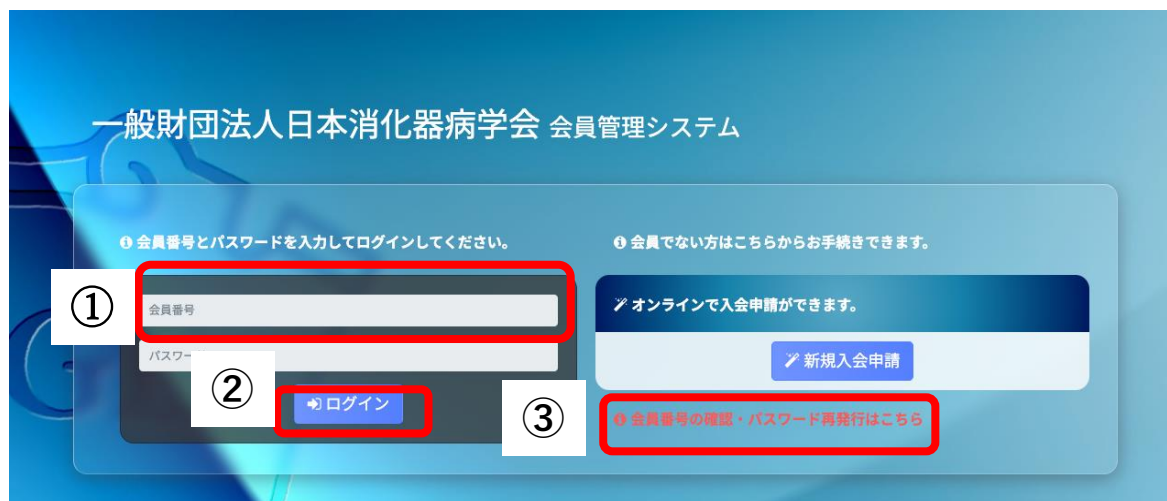 一般財団法人日本消化器病学会 会員管理システム
会員番号とパスワードを入力してログインしてください。
①
会員番号
パスワー
②
ログイン
会員でない方はこちらからお手続きできます。
オンラインで入会申請ができます。
新規入会申請
③
会員番号の確認・パスワード再発行はこちら